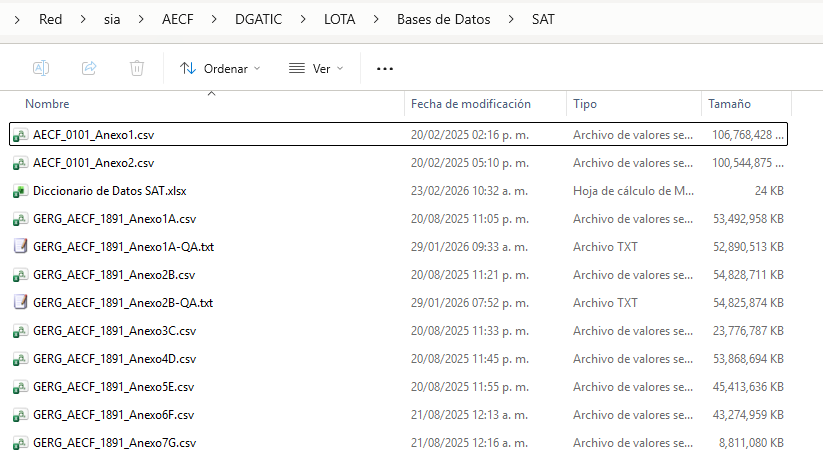 > Red > sia > AECF > DGATIC > LOTA > Bases de Datos > SAT
Ordenar Ver ...
Nombre Fecha de modificación Tipo Tamaño
AECF_0101_Anexo1.csv 20/02/2025 02:16 p. m. Archivo de valores se... 106,768,428 ...
AECF_0101_Anexo2.csv 20/02/2025 05:10 p. m. Archivo de valores se... 100,544,875 ...
Diccionario de Datos SAT.xlsx 23/02/2026 10:32 a. m. Hoja de cálculo de M... 24 KB
GERG_AECF_1891_Anexo1A.csv 20/08/2025 11:05 p. m. Archivo de valores se... 53,492,958 KB
GERG_AECF_1891_Anexo1A-QA.txt 29/01/2026 09:33 a. m. Archivo TXT 52,890,513 KB
GERG_AECF_1891_Anexo2B.csv 20/08/2025 11:21 p. m. Archivo de valores se... 54,828,711 KB
GERG_AECF_1891_Anexo2B-QA.txt 29/01/2026 07:52 p. m. Archivo TXT 54,825,874 KB
GERG_AECF_1891_Anexo3C.csv 20/08/2025 11:33 p. m. Archivo de valores se... 23,776,787 KB
GERG_AECF_1891_Anexo4D.csv 20/08/2025 11:45 p. m. Archivo de valores se... 53,868,694 KB
GERG_AECF_1891_Anexo5E.csv 20/08/2025 11:55 p. m. Archivo de valores se... 45,413,636 KB
GERG_AECF_1891_Anexo6F.csv 21/08/2025 12:13 a. m. Archivo de valores se... 43,274,959 KB
GERG_AECF_1891_Anexo7G.csv 21/08/2025 12:16 a. m. Archivo de valores se... 8,811,080 KB